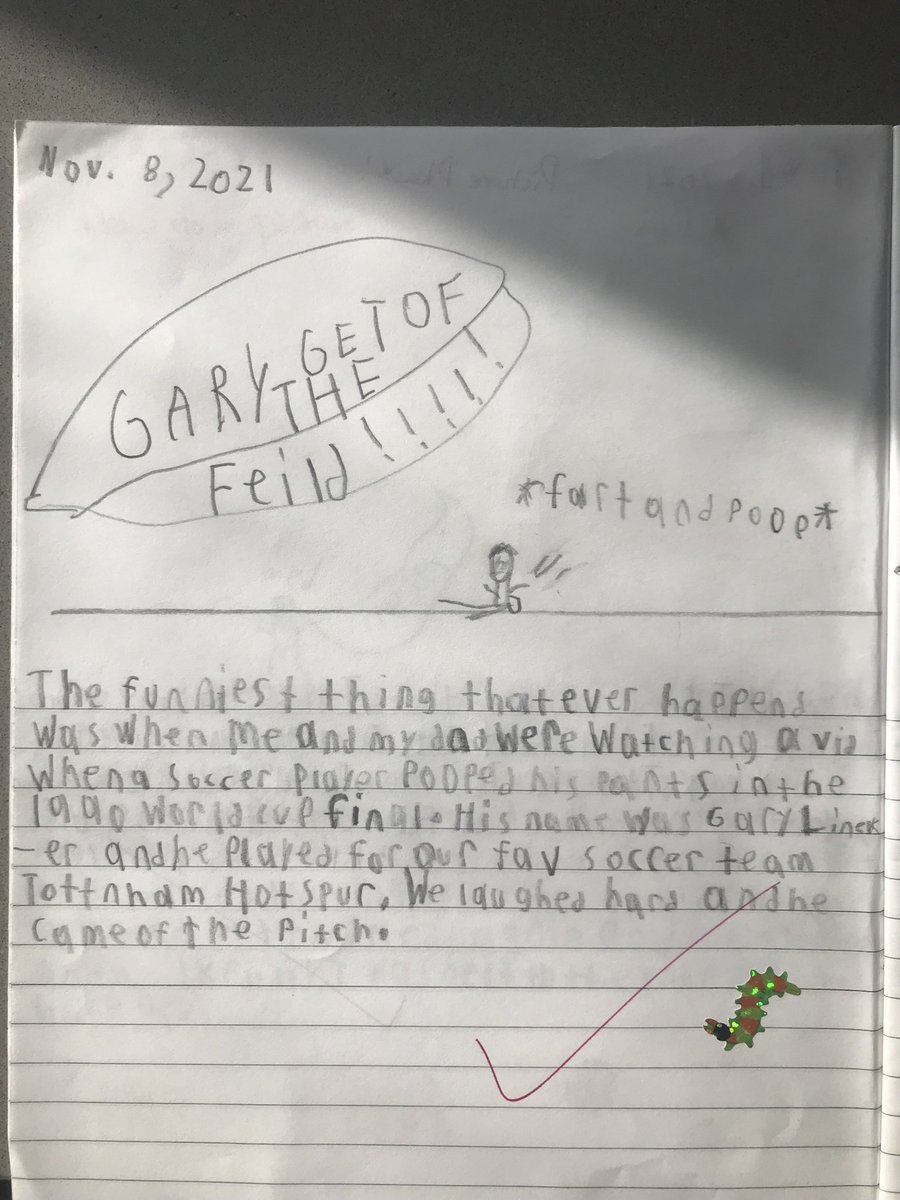 Nov. 8, 2021
GARY GET OF
THE
Feild !!!!!
*fart and poop*
The funniest thing that ever happend
was when me and my dad were watching a vid
when a soccer player pooped his pants in the
1990 world cup final. His name was Gary Linek
-er and he played for our fav soccer team
Tottnham Hotspur. We laughed hard and he
came of the pitch.